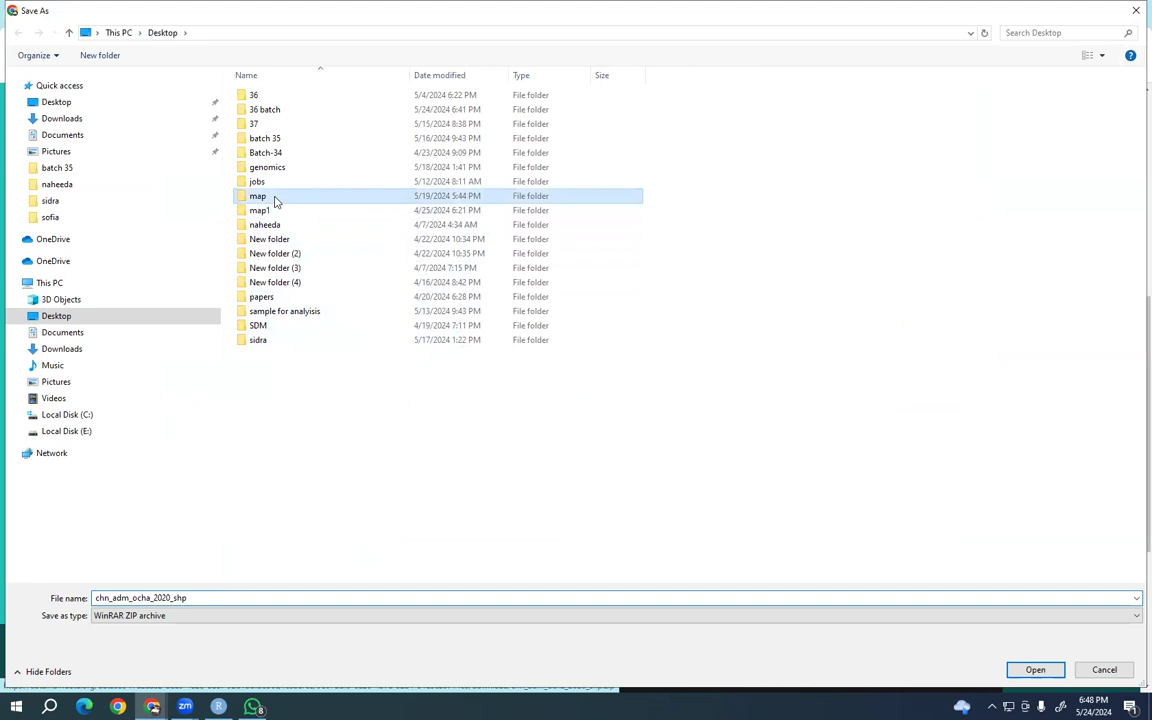 Save As
This PC > Desktop >
Search Desktop
Organize
New folder
Name
Date modified
Type
Size
Quick access
Desktop
Downloads
Documents
Pictures
batch 35
naheeda
sidra
sofia
OneDrive
OneDrive
This PC
3D Objects
Desktop
Documents
Downloads
Music
Pictures
Videos
Local Disk (C:)
Local Disk (E:)
Network
36 5/4/2024 6:22 PM File folder
36 batch 5/24/2024 6:41 PM File folder
37 5/15/2024 8:38 PM File folder
batch 35 5/16/2024 9:43 PM File folder
Batch-34 4/23/2024 9:09 PM File folder
genomics 5/18/2024 1:41 PM File folder
jobs 5/12/2024 8:11 AM File folder
map 5/19/2024 5:44 PM File folder
map1 4/25/2024 6:21 PM File folder
naheeda 4/7/2024 4:34 AM File folder
New folder 4/22/2024 10:34 PM File folder
New folder (2) 4/22/2024 10:35 PM File folder
New folder (3) 4/7/2024 7:15 PM File folder
New folder (4) 4/16/2024 8:42 PM File folder
papers 4/20/2024 6:28 PM File folder
sample for analyisis 5/13/2024 9:43 PM File folder
SDM 4/19/2024 7:11 PM File folder
sidra 5/17/2024 1:22 PM File folder
File name: chn_adm_ocha_2020_shp
Save as type: WinRAR ZIP archive
Hide Folders
Open
Cancel
zm
R
8
6:48 PM
5/24/2024
1